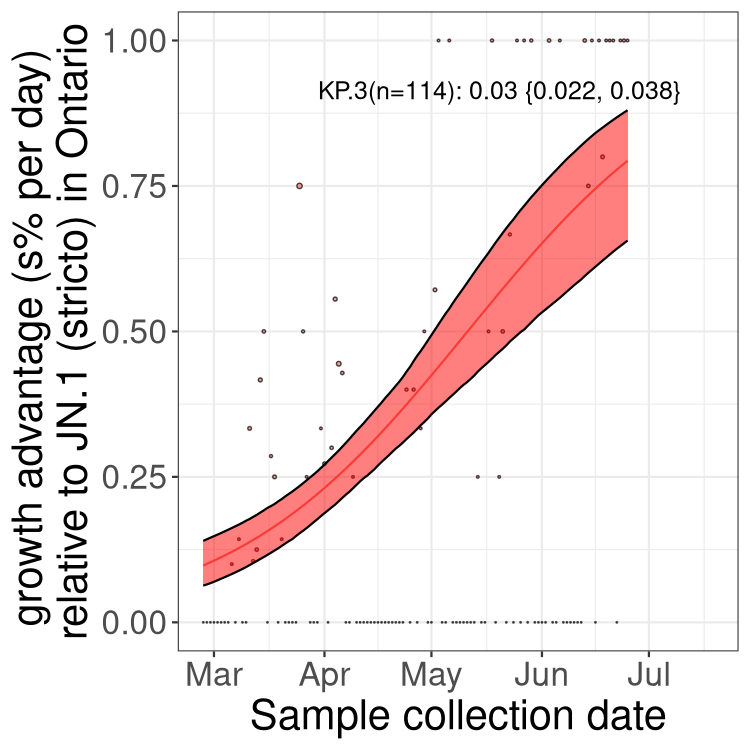 growth advantage (s% per day)
relative to JN.1 (stricto) in Ontario
1.00
0.75
0.50
0.25
0.00
KP.3(n=114): 0.03 {0.022, 0.038}
Mar Apr May Jun Jul
Sample collection date